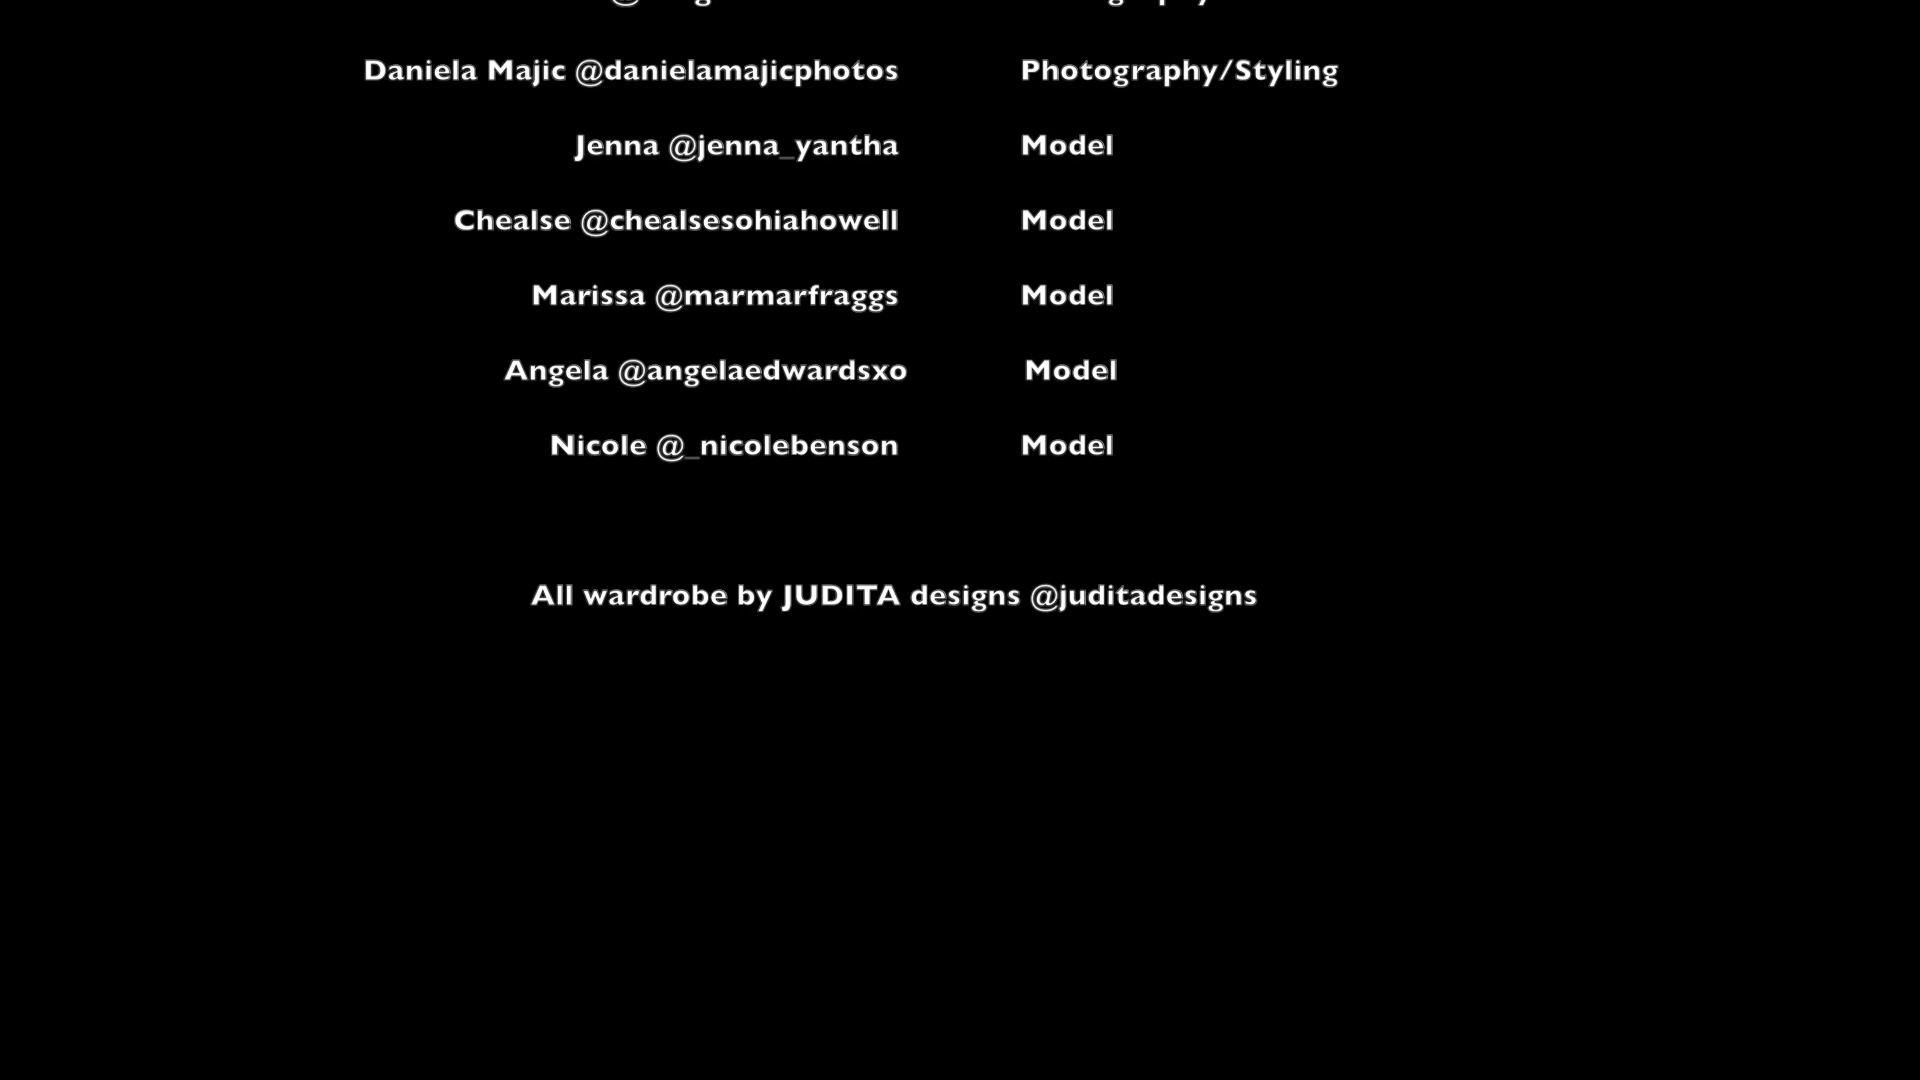 Daniela Majic @danielamajicphotos Photography/Styling
Jenna @jenna_yantha Model
Chealse @chealsesohiahowell Model
Marissa @marmarfraggs Model
Angela @angelaedwardsxo Model
Nicole @_nicolebenson Model
All wardrobe by JUDITA designs @juditadesigns